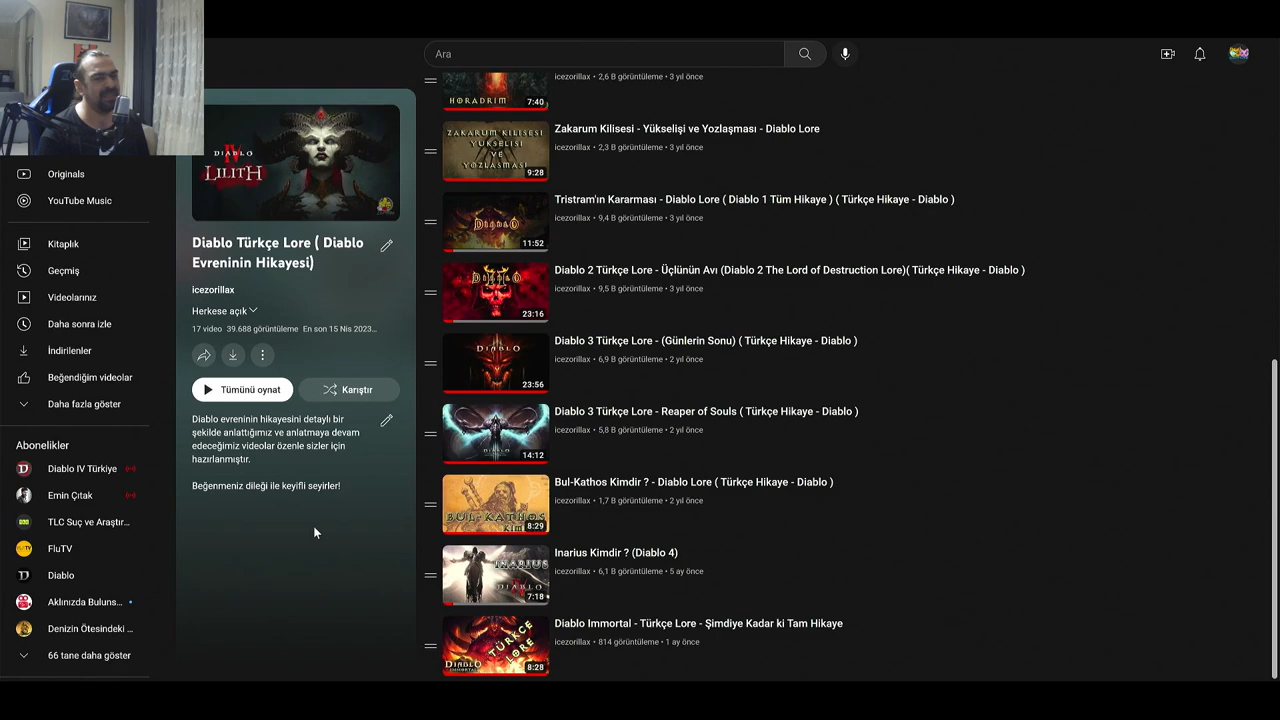 Ara
Originals
YouTube Music
Kitaplık
Geçmiş
Videolarınız
Daha sonra izle
İndirilenler
Beğendiğim videolar
Daha fazla göster
Abonelikler
Diablo IV Türkiye
Emin Çıtak
TLC Suç ve Araştır...
FluTV
Diablo
Aklınızda Buluns...
Denizin Ötesindeki ...
66 tane daha göster
DIABLO
IV
LILITH
Diablo Türkçe Lore ( Diablo
Evreninin Hikayesi)
icezorillax
Herkese açık
17 video 39.688 görüntüleme En son 15 Nis 2023...
Tümünü oynat
Karıştır
Diablo evreninin hikayesini detaylı bir
şekilde anlattığımız ve anlatmaya devam
edeceğimiz videolar özenle sizler için
hazırlanmıştır.
Beğenmeniz dileği ile keyifli seyirler!
HORADRIM
7:40
icezorillax • 2,6 B görüntüleme • 3 yıl önce
ZAKARUM KILISESI
YUKSELISI
VE
YOZLAŞMASI
9:28
Zakarum Kilisesi - Yükselişi ve Yozlaşması - Diablo Lore
icezorillax • 2,3 B görüntüleme • 3 yıl önce
DIABLO
11:52
Tristram'ın Kararması - Diablo Lore ( Diablo 1 Tüm Hikaye ) ( Türkçe Hikaye - Diablo )
icezorillax • 9,4 B görüntüleme • 3 yıl önce
DIABLO
23:16
Diablo 2 Türkçe Lore - Üçlünün Avı (Diablo 2 The Lord of Destruction Lore)( Türkçe Hikaye - Diablo )
icezorillax • 9,5 B görüntüleme • 3 yıl önce
DIABLO
23:56
Diablo 3 Türkçe Lore - (Günlerin Sonu) ( Türkçe Hikaye - Diablo )
icezorillax • 6,9 B görüntüleme • 2 yıl önce
DIABLO
14:12
Diablo 3 Türkçe Lore - Reaper of Souls ( Türkçe Hikaye - Diablo )
icezorillax • 5,8 B görüntüleme • 2 yıl önce
BUL-KATHOS
KIM
8:29
Bul-Kathos Kimdir ? - Diablo Lore ( Türkçe Hikaye - Diablo )
icezorillax • 1,7 B görüntüleme • 2 yıl önce
INARIUS
DIABLO
7:18
Inarius Kimdir ? (Diablo 4)
icezorillax • 6,1 B görüntüleme • 5 ay önce
TÜRKÇE
LORE
DIABLO
IMMORTAL
8:28
Diablo Immortal - Türkçe Lore - Şimdiye Kadar ki Tam Hikaye
icezorillax • 814 görüntüleme • 1 ay önce